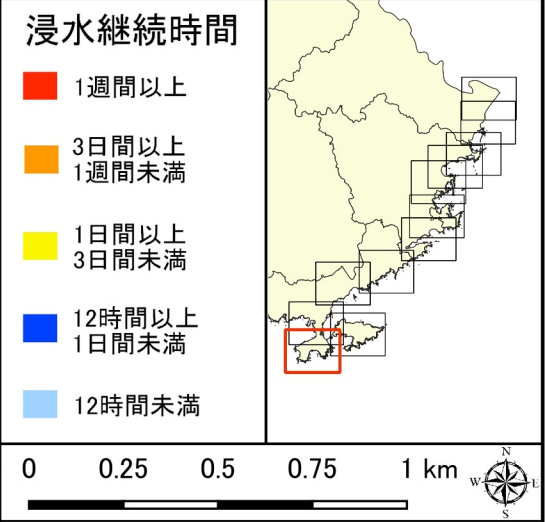 浸水継続時間
1週間以上
3日間以上
1週間未満
1日間以上
3日間未満
12時間以上
1日間未満
12時間未満
0 0.25 0.5 0.75 1 km
N
W E
S